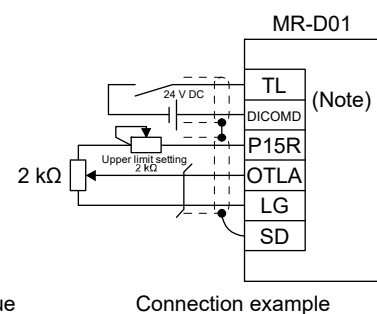 MR-D01
TL
24 V DC
DICOMD
(Note)
P15R
Upper limit setting
2 kΩ
2 kΩ
OTLA
LG
SD
ue
Connection example